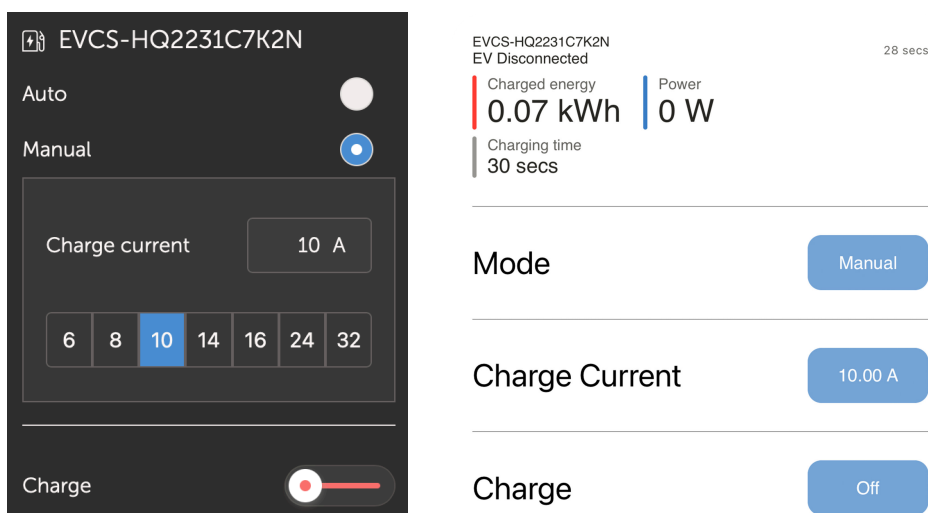 EVCS-HQ2231C7K2N
Auto
Manual
Charge current
10 A
6 8 10 14 16 24 32
Charge
EVCS-HQ2231C7K2N
EV Disconnected
28 secs
Charged energy
0.07 kWh
Power
0 W
Charging time
30 secs
Mode
Manual
Charge Current
10.00 A
Charge
Off